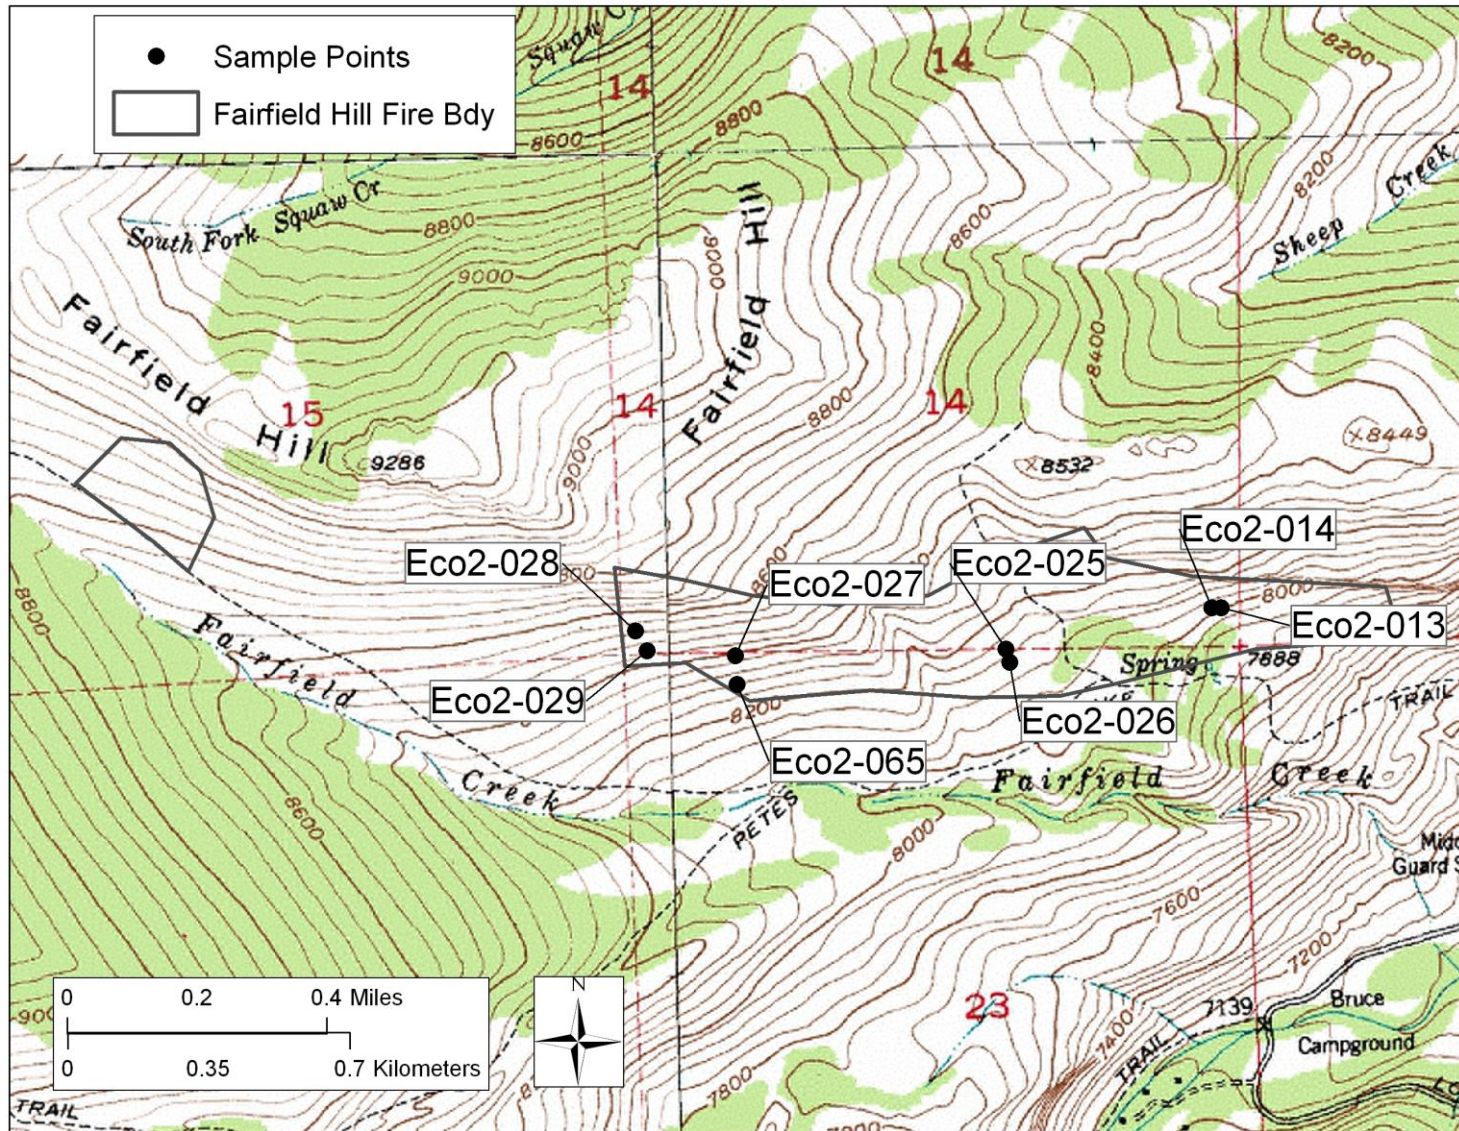 Sample Points
Fairfield Hill Fire Bdy
Squaw
14
14
8200
8800
8600
8200
Creek
Sheep
South Fork Squaw Cr
8800
8600
9000
9000
Fairfield Hill
Fairfield Hill
8400
15
14
14
8800
9286
9000
8532
8449
Eco2-014
Eco2-028
Eco2-027
Eco2-025
8600
8000
Eco2-013
8800
Fairfield
Spring
7888
Eco2-029
8200
Eco2-026
TRAIL
Eco2-065
Creek
Fairfield Creek
8600
PETES
8000
Guard
7600
7200
23
7139
Bruce
Campground
7400
TRAIL
7800
0 0.2 0.4 Miles
0 0.35 0.7 Kilometers
N
TRAIL